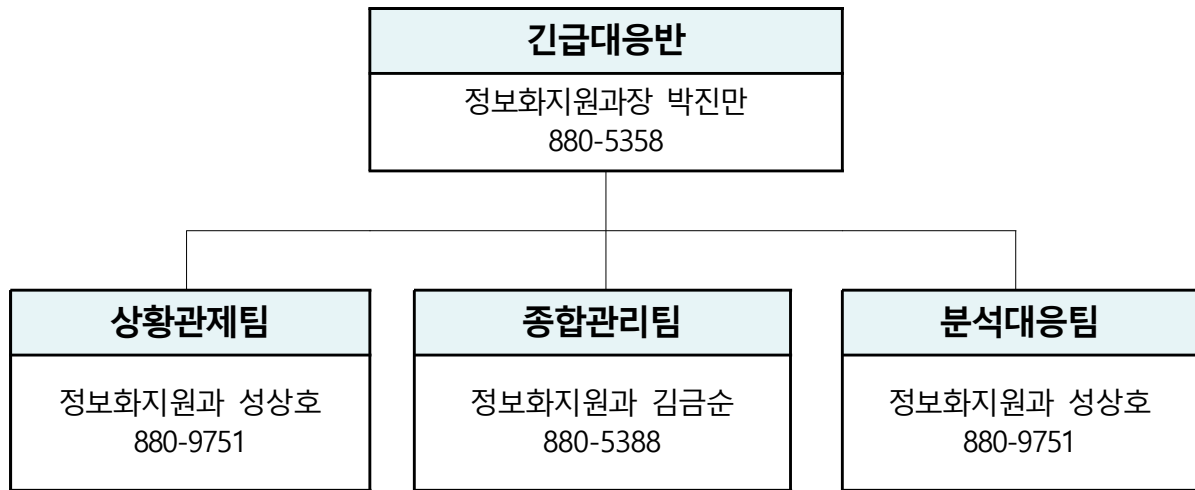 긴급대응반
정보화지원과장 박진만
880-5358
상황관제팀
정보화지원과 성상호
880-9751
종합관리팀
정보화지원과 김금순
880-5388
분석대응팀
정보화지원과 성상호
880-9751